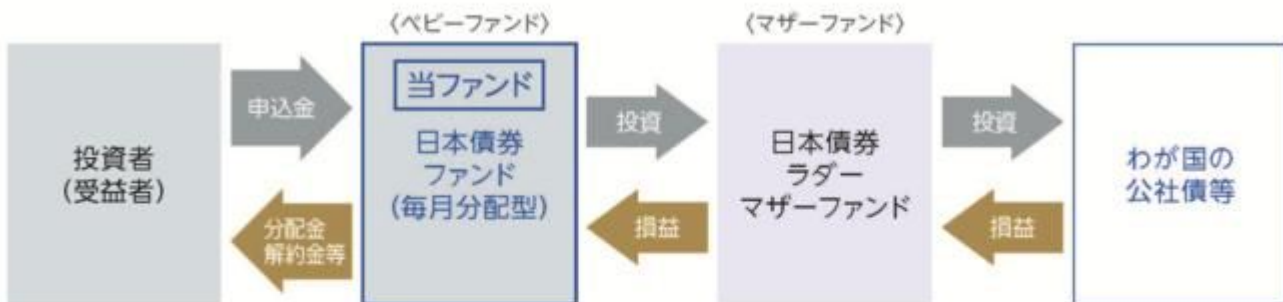 〈ベビーファンド〉
〈マザーファンド〉
投資者
(受益者)
申込金
分配金
解約金等
当ファンド
日本債券
ファンド
(毎月分配型)
投資
損益
日本債券
ラダー
マザーファンド
投資
損益
わが国の
公社債等